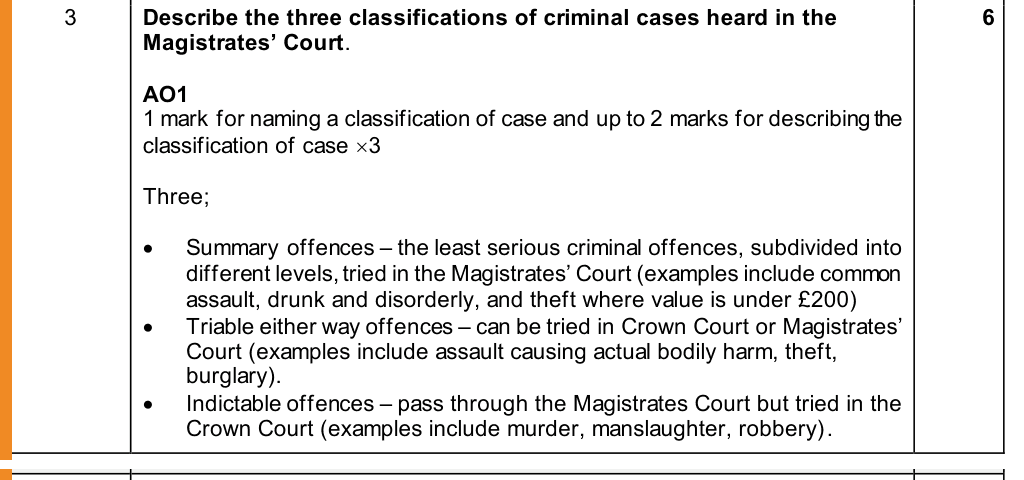 3
Describe the three classifications of criminal cases heard in the
Magistrates’ Court.
6
AO1
1 mark for naming a classification of case and up to 2 marks for describing the
classification of case ×3
Three;
• Summary offences – the least serious criminal offences, subdivided into
different levels, tried in the Magistrates’ Court (examples include common
assault, drunk and disorderly, and theft where value is under £200)
• Triable either way offences – can be tried in Crown Court or Magistrates’
Court (examples include assault causing actual bodily harm, theft,
burglary).
• Indictable offences – pass through the Magistrates Court but tried in the
Crown Court (examples include murder, manslaughter, robbery).